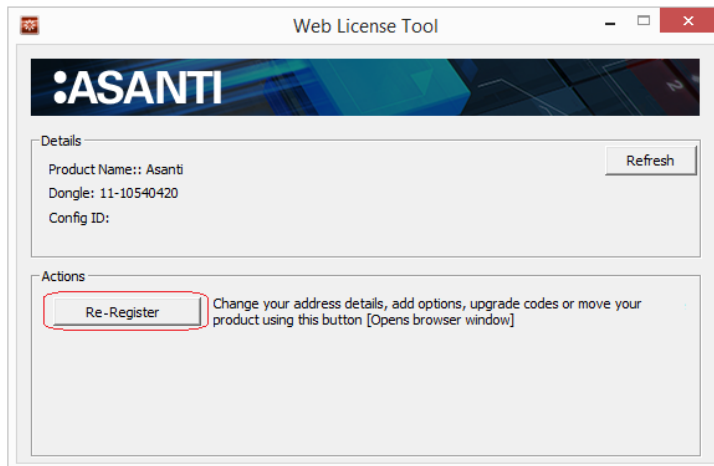 Web License Tool
:ASANTI
Details
Refresh
Product Name:: Asanti
Dongle: 11-10540420
Config ID:
Actions
Re-Register
Change your address details, add options, upgrade codes or move your
product using this button [Opens browser window]